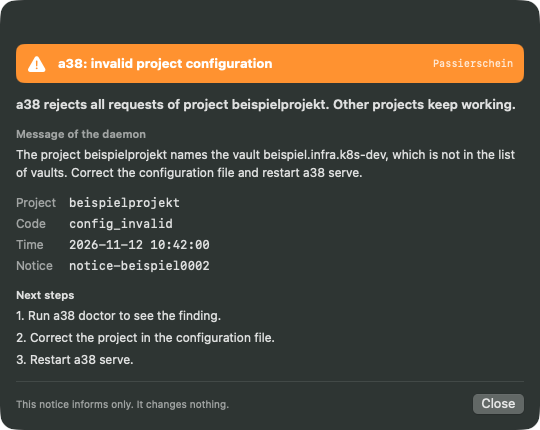 a38: invalid project configuration
Passierschein
a38 rejects all requests of project beispielprojekt. Other projects keep working.
Message of the daemon
The project beispielprojekt names the vault beispiel.infra.k8s-dev, which is not in the list
of vaults. Correct the configuration file and restart a38 serve.
Project beispielprojekt
Code config_invalid
Time 2026-11-12 10:42:00
Notice notice-beispiel0002
Next steps
1. Run a38 doctor to see the finding.
2. Correct the project in the configuration file.
3. Restart a38 serve.
This notice informs only. It changes nothing.
Close